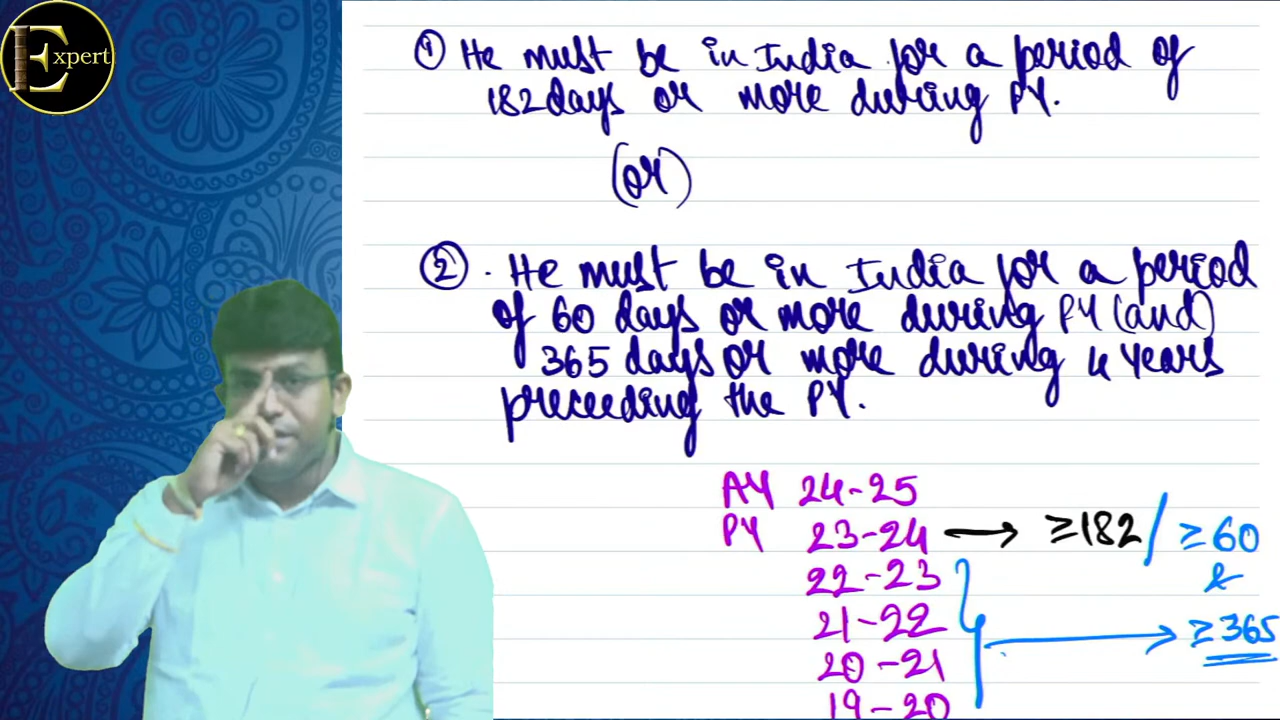 Expert
① He must be in India for a period of
182 days or more during PY.
(or)
②. He must be in India for a period
of 60 days or more during PY (and)
365 days or more during 4 Years
preceeding the PY.
AY 24-25
PY 23-24 → ≥182 / ≥60
22-23 &
21-22 → ≥365
20-21
19-20